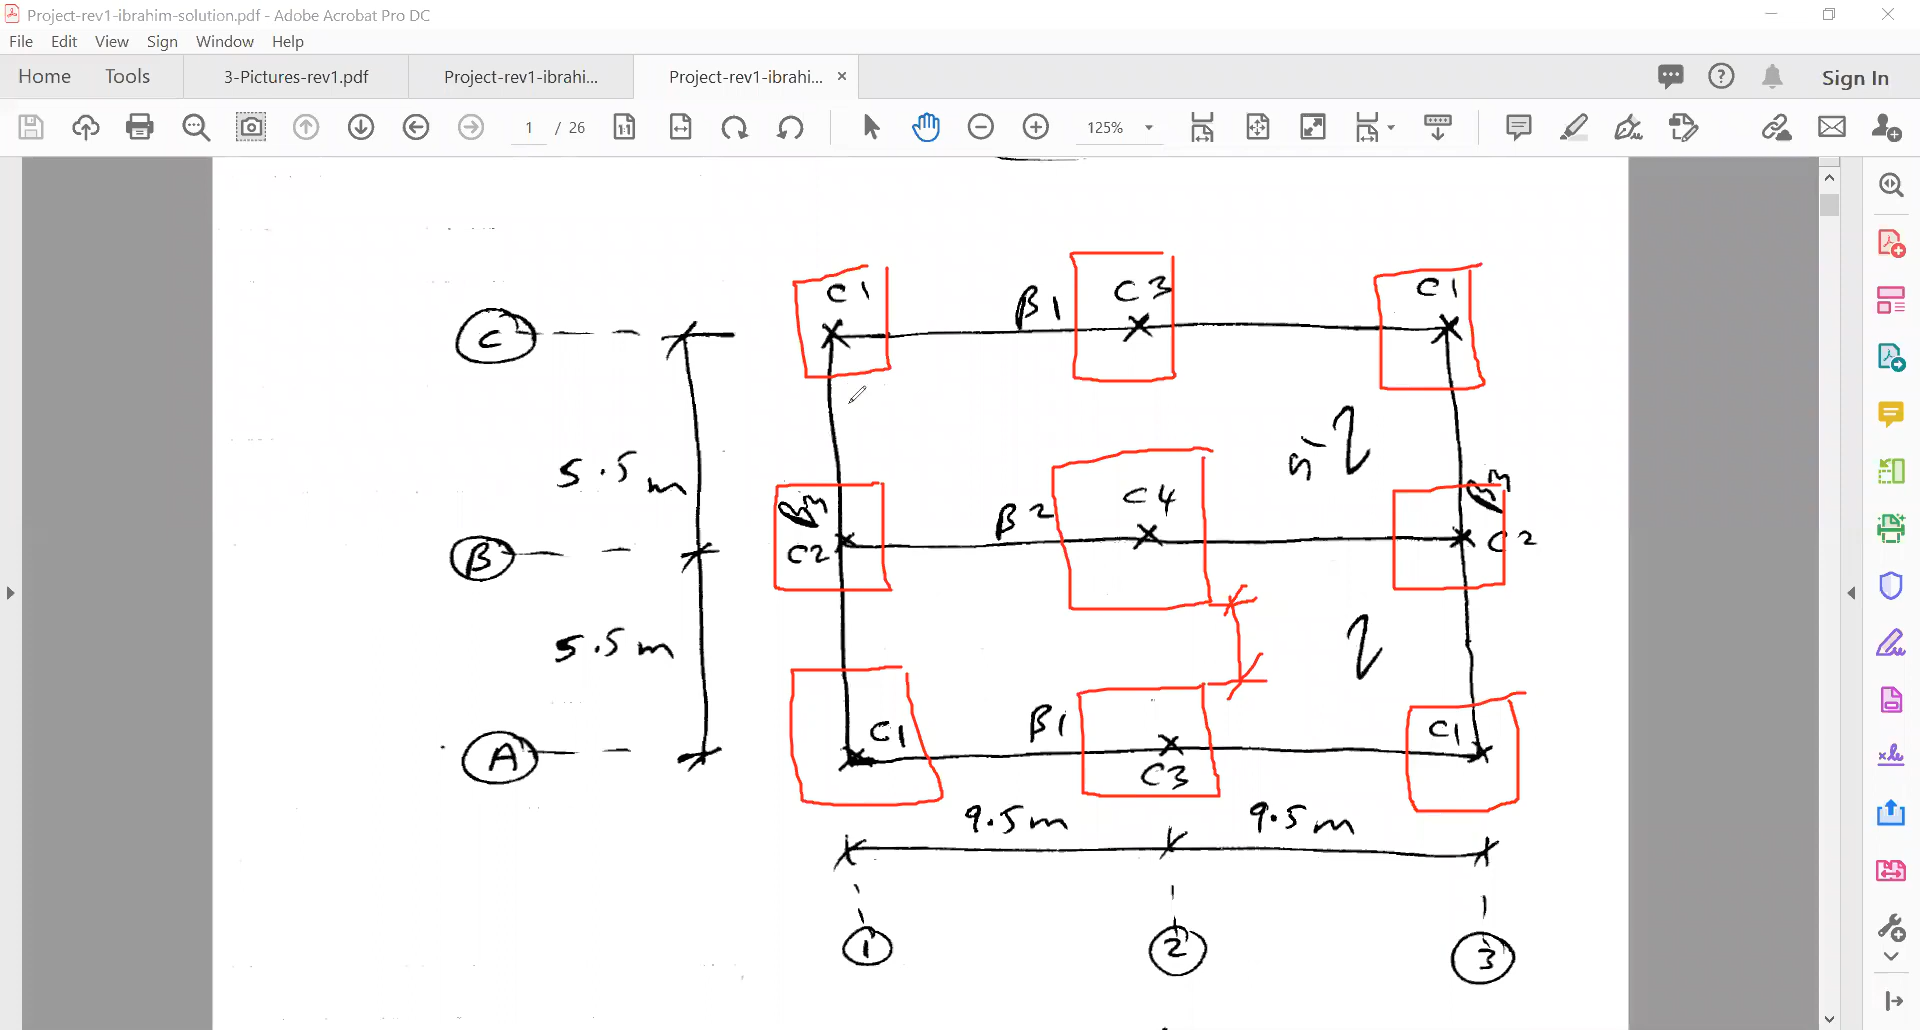 Project-rev1-ibrahim-solution.pdf - Adobe Acrobat Pro DC
File Edit View Sign Window Help
Home Tools 3-Pictures-rev1.pdf Project-rev1-ibrahi... Project-rev1-ibrahi... × Sign In
1 / 26 125%
C1 B1 C3 C1
C
5.5m
B2 C4
B C2 C2
5.5m
C1 B1 C3 C1
A
9.5m 9.5m
1 2 3